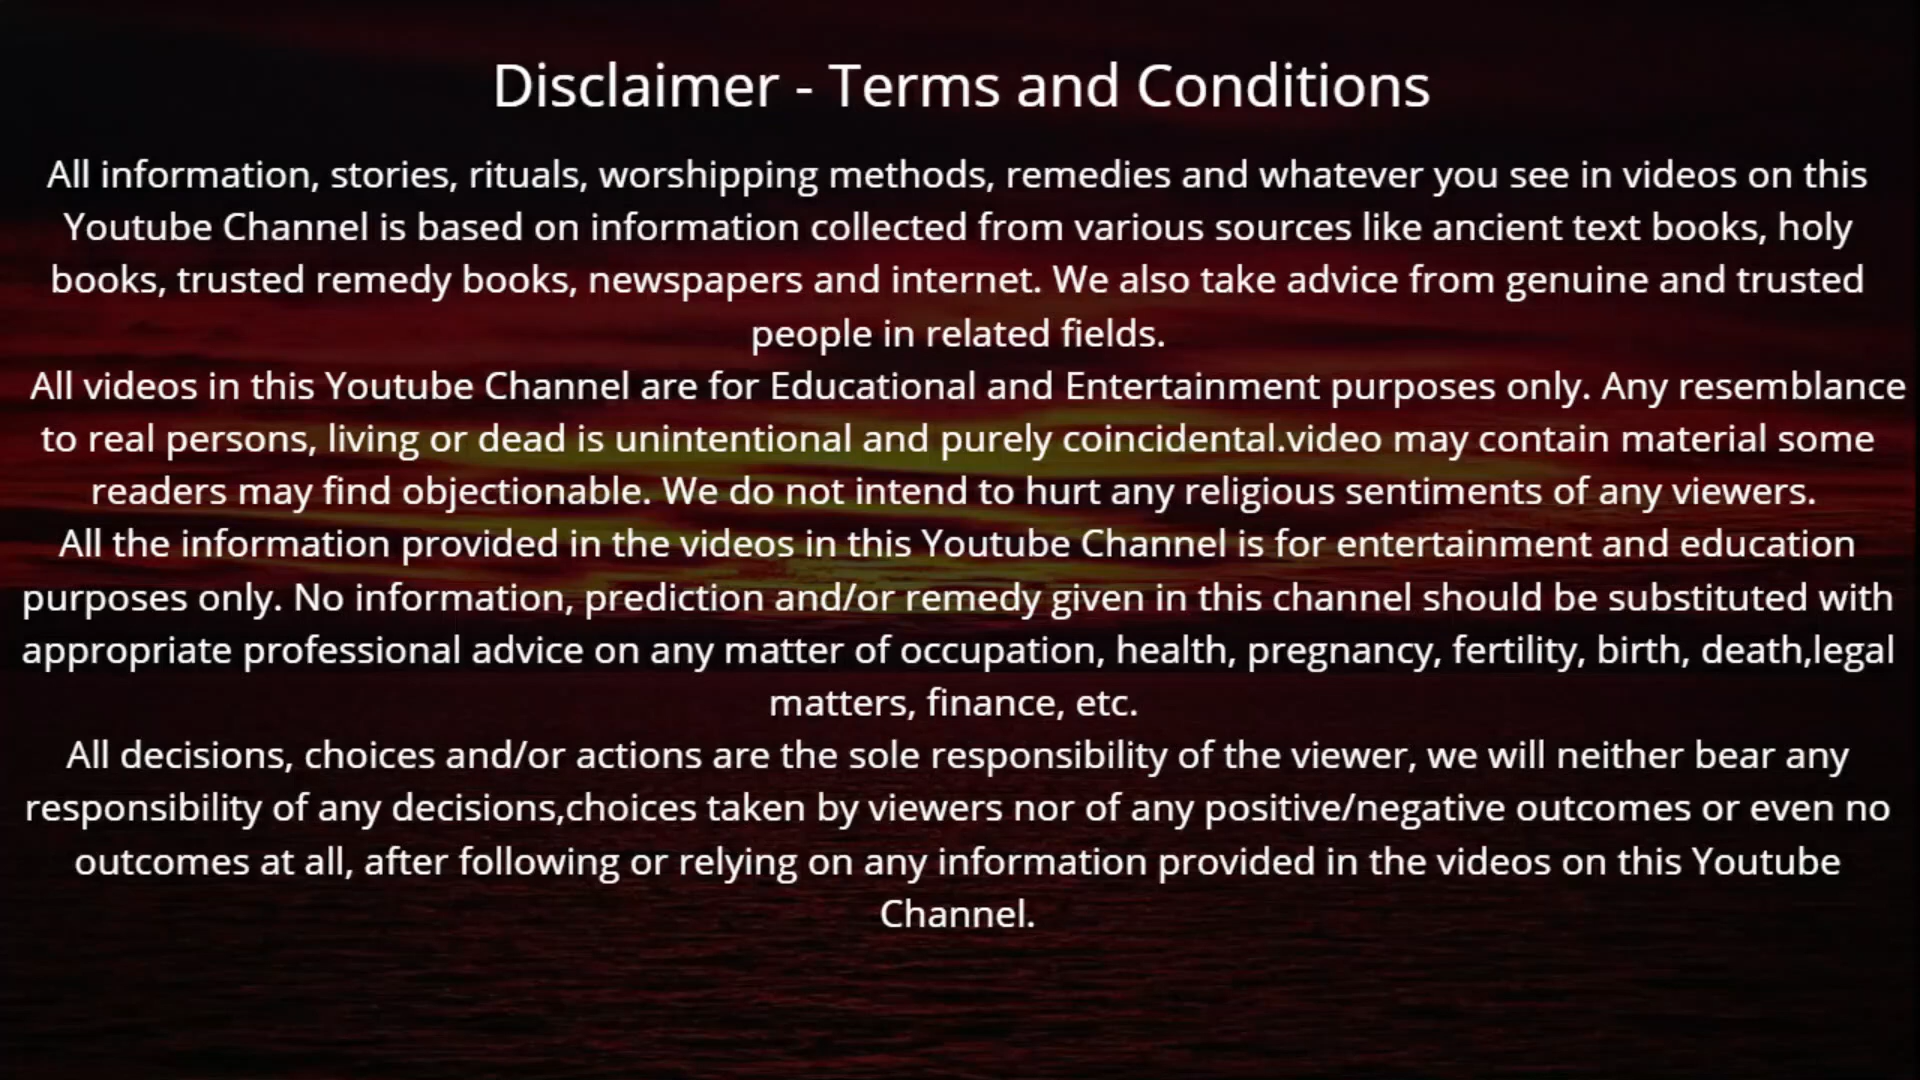 Disclaimer - Terms and Conditions
All information, stories, rituals, worshipping methods, remedies and whatever you see in videos on this
Youtube Channel is based on information collected from various sources like ancient text books, holy
books, trusted remedy books, newspapers and internet. We also take advice from genuine and trusted
people in related fields.
All videos in this Youtube Channel are for Educational and Entertainment purposes only. Any resemblance
to real persons, living or dead is unintentional and purely coincidental.video may contain material some
readers may find objectionable. We do not intend to hurt any religious sentiments of any viewers.
All the information provided in the videos in this Youtube Channel is for entertainment and education
purposes only. No information, prediction and/or remedy given in this channel should be substituted with
appropriate professional advice on any matter of occupation, health, pregnancy, fertility, birth, death,legal
matters, finance, etc.
All decisions, choices and/or actions are the sole responsibility of the viewer, we will neither bear any
responsibility of any decisions,choices taken by viewers nor of any positive/negative outcomes or even no
outcomes at all, after following or relying on any information provided in the videos on this Youtube
Channel.